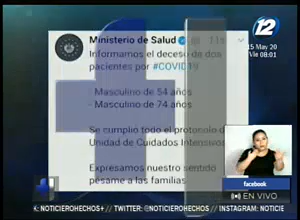 Ministerio de Salud
11s
12
15 May 20
Vie 08:01
Informamos el deceso de dos
pacientes por #COVID19
- Masculino de 54 años
- Masculino de 74 años
Se cumplió todo el protocolo de
Unidad de Cuidados Intensivos
Expresamos nuestro sentido
pésame a las familias
facebook
EN VIVO
: NOTICIEROHECHOS+ // TWITTER: @NOTICIEROHECHOS // INSTAGRAM: NOTICIE